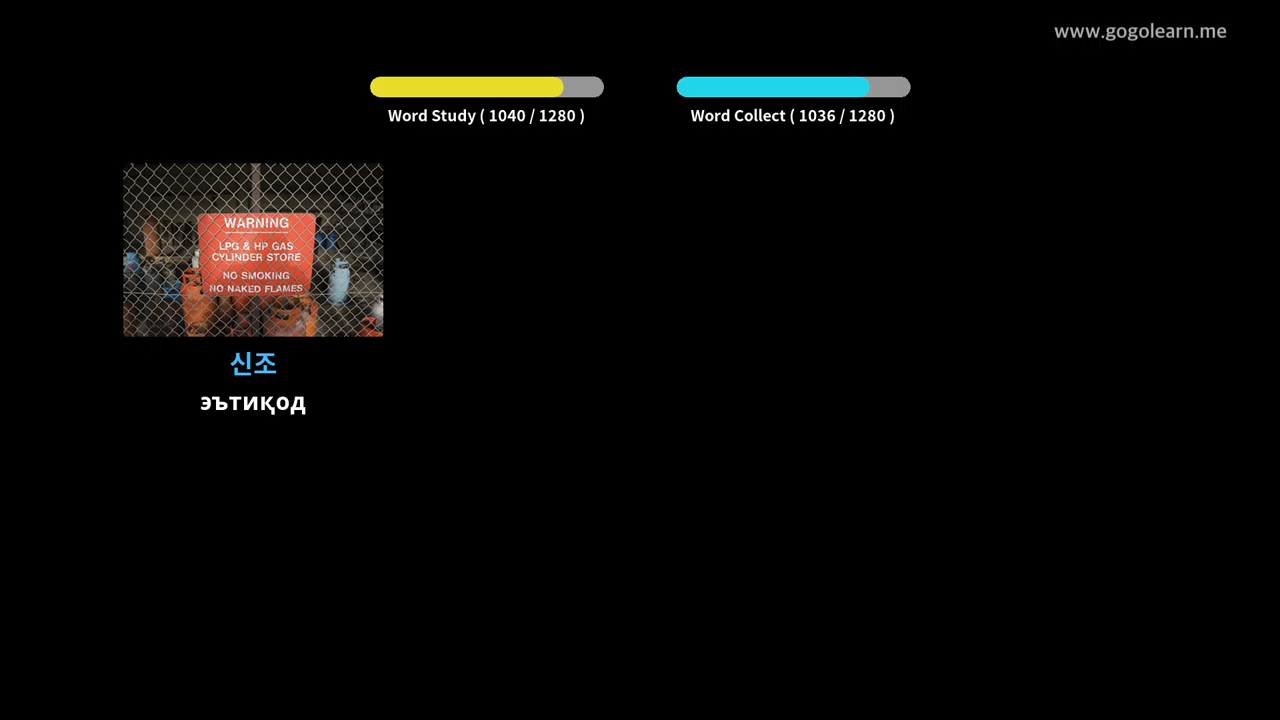 www.gogolearn.me
Word Study ( 1040 / 1280 )
Word Collect ( 1036 / 1280 )
WARNING
LPG & HP GAS
CYLINDER STORE
NO SMOKING
NO NAKED FLAMES
신조
эътиқод